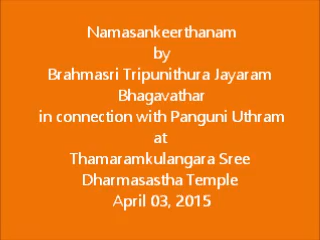 Namasankeerthanam
by
Brahmasri Tripunithura Jayaram
Bhagavathar
in connection with Panguni Uthram
at
Thamaramkulangara Sree
Dharmasastha Temple
April 03, 2015